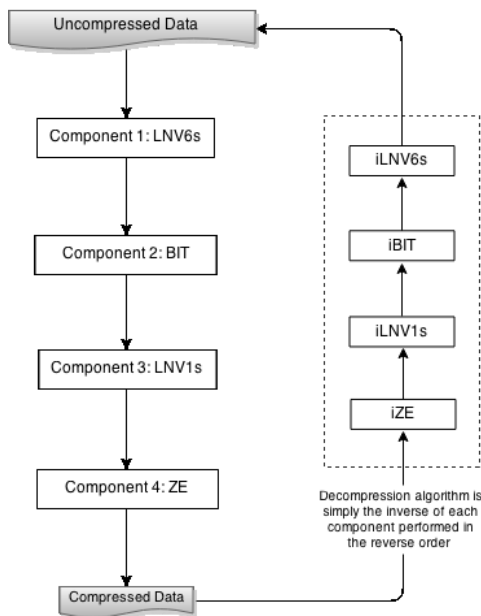 Uncompressed Data
Component 1: LNV6s
Component 2: BIT
Component 3: LNV1s
Component 4: ZE
Compressed Data
iLNV6s
iBIT
iLNV1s
iZE
Decompression algorithm is
simply the inverse of each
component performed in
the reverse order